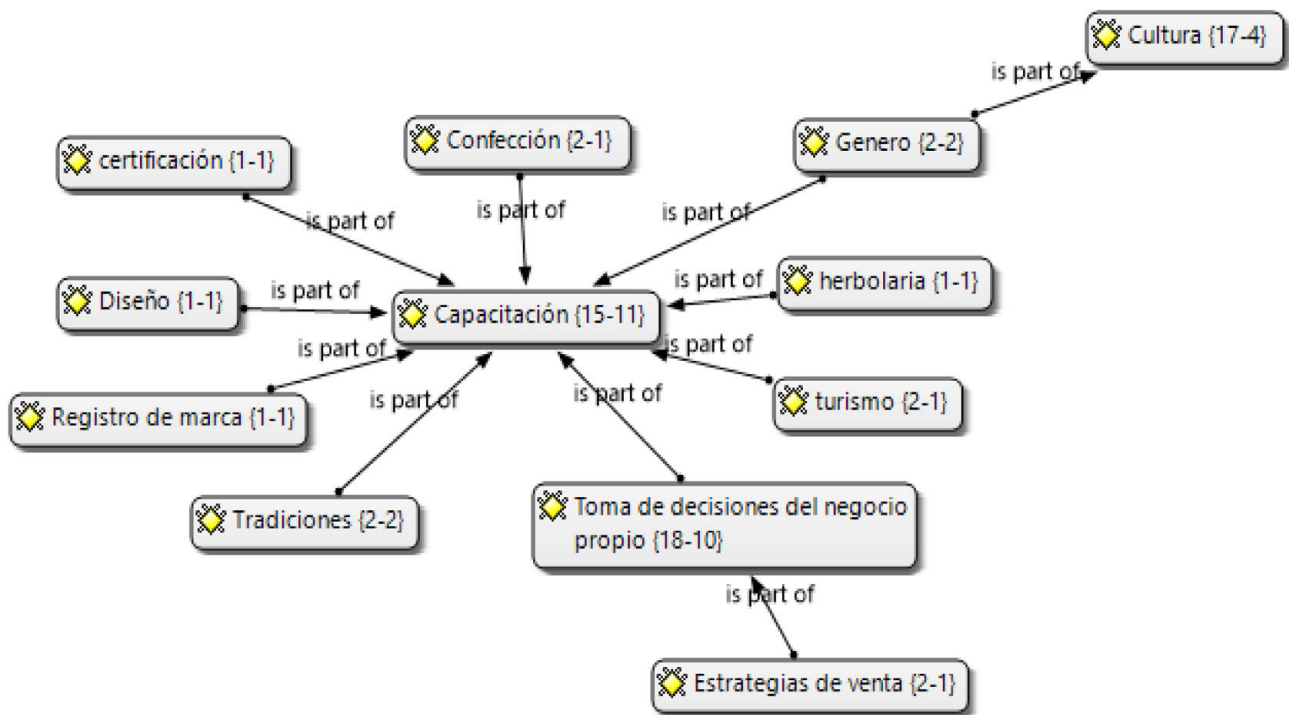 Cultura {17-4}
is part of
Confección {2-1}
Genero {2-2}
certificación {1-1}
is part of
is part of
is part of
herbolaria {1-1}
is part of
Diseño {1-1}
is part of
Capacitación {15-11}
is part of
is part of
turismo {2-1}
Registro de marca {1-1}
is part of
is part of
Tradiciones {2-2}
Toma de decisiones del negocio
propio {18-10}
is part of
Estrategias de venta {2-1}